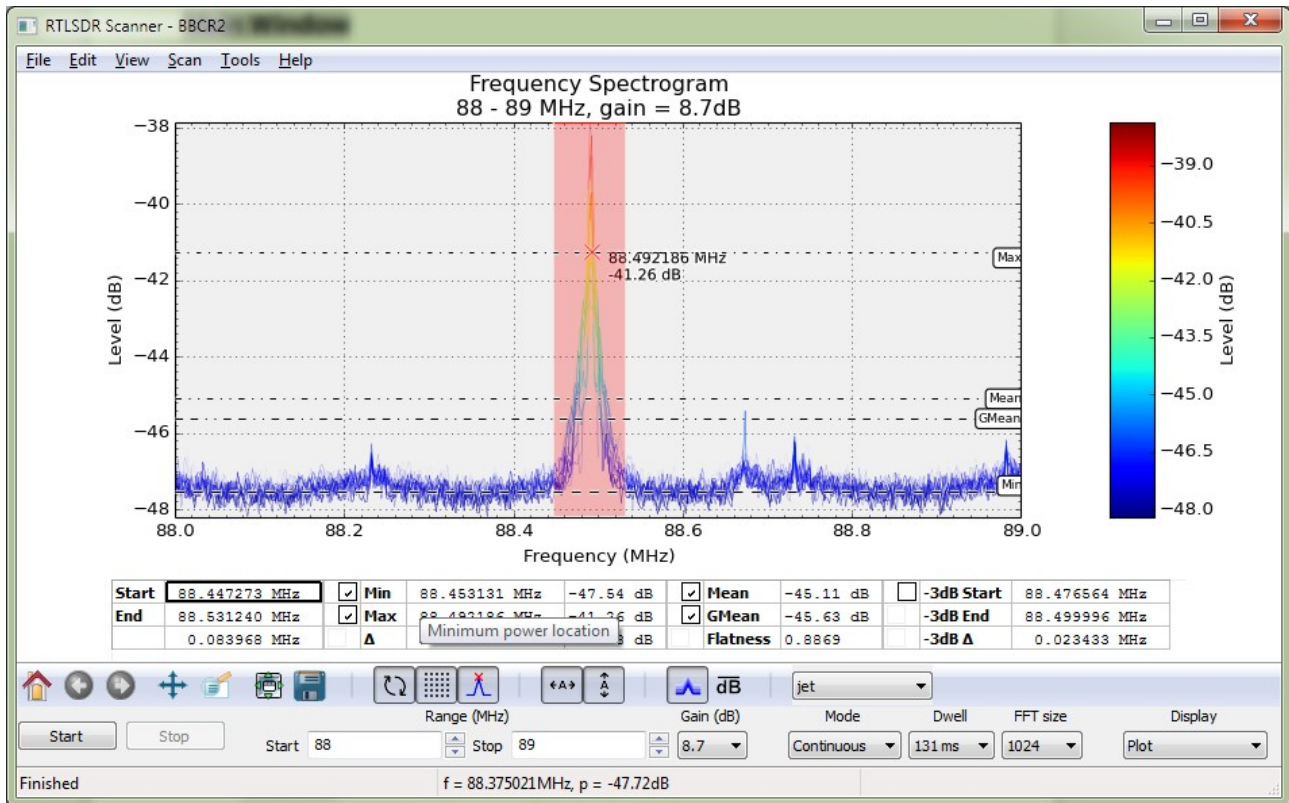 RTLSDR Scanner - BBCR2
File Edit View Scan Tools Help
Frequency Spectrogram
88 - 89 MHz, gain = 8.7dB
−38
−40
−42
−44
−46
−48
Level (dB)
88.492186 MHz
-41.26 dB
Max
Mean
GMean
Min
88.0 88.2 88.4 88.6 88.8 89.0
Frequency (MHz)
−39.0
−40.5
−42.0
−43.5
−45.0
−46.5
−48.0
Level (dB)
Start 88.447273 MHz Min 88.453131 MHz -47.54 dB Mean -45.11 dB -3dB Start 88.476564 MHz
End 88.531240 MHz Max 88.492186 MHz -41.26 dB GMean -45.63 dB -3dB End 88.499996 MHz
0.083968 MHz Δ dB Flatness 0.8869 -3dB Δ 0.023433 MHz
Minimum power location
A
A
dB
jet
Range (MHz) Gain (dB) Mode Dwell FFT size Display
Start Stop Start 88 Stop 89 8.7 Continuous 131 ms 1024 Plot
Finished f = 88.375021MHz, p = -47.72dB